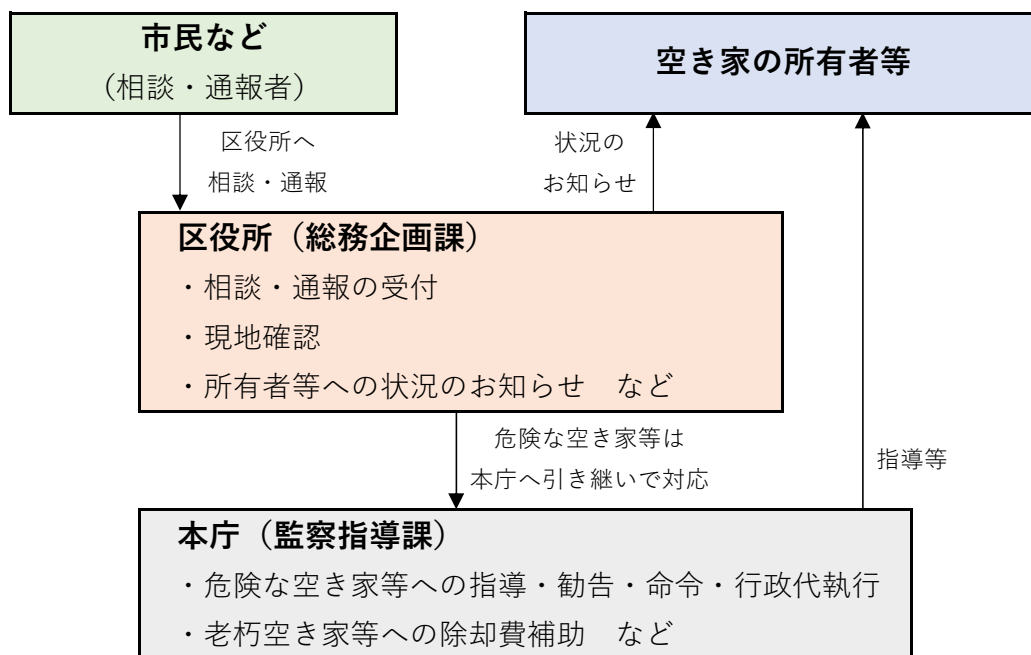 市民など
（相談・通報者）
空き家の所有者等
区役所へ
相談・通報
状況の
お知らせ
区役所（総務企画課）
・相談・通報の受付
・現地確認
・所有者等への状況のお知らせ　など
危険な空き家等は
本庁へ引き継いで対応
指導等
本庁（監察指導課）
・危険な空き家等への指導・勧告・命令・行政代執行
・老朽空き家等への除却費補助　など